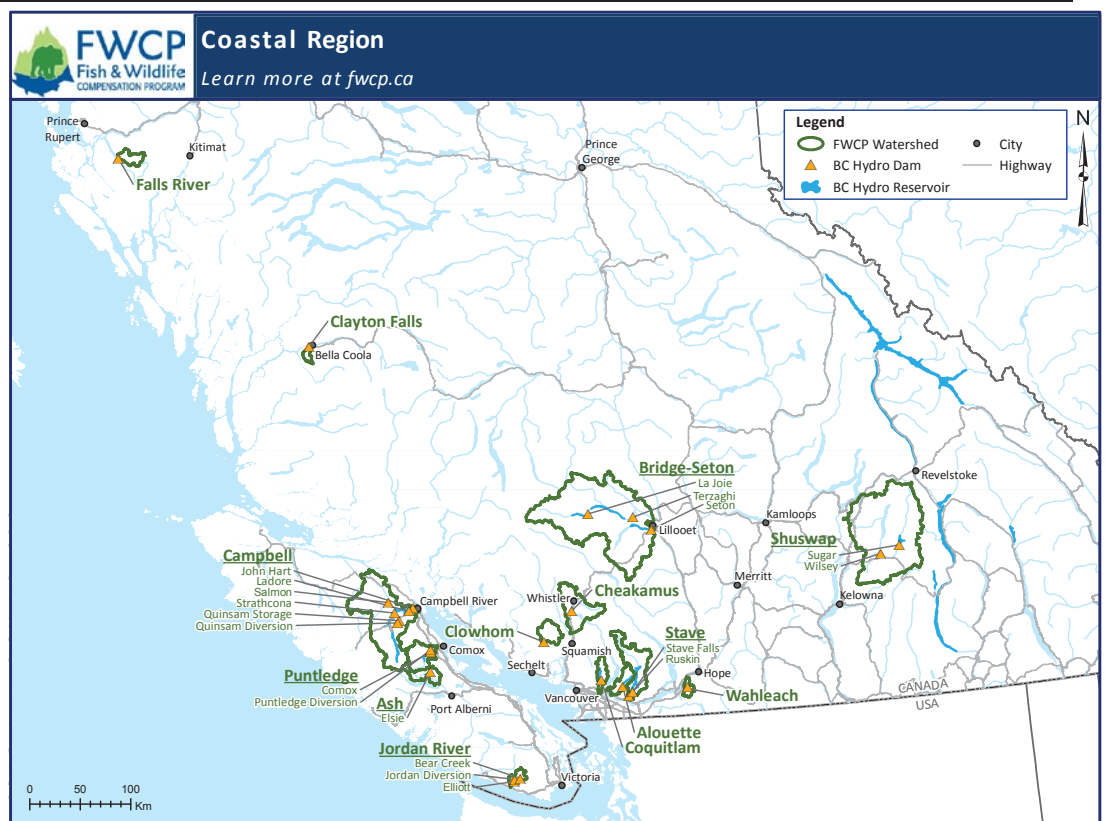 FWCP
Fish & Wildlife
COMPENSATION PROGRAM
Coastal Region
Learn more at fwcp.ca
Legend
FWCP Watershed
BC Hydro Dam
BC Hydro Reservoir
City
Highway
N
Prince
Rupert
Kitimat
Falls River
Prince
George
Clayton Falls
Bella Coola
Bridge-Seton
La Joie
Terzaghi
Seton
Lillooet
Revelstoke
Kamloops
Shuswap
Sugar
Wilsey
Merritt
Kelowna
Campbell
John Hart
Ladore
Salmon
Strathcona
Quinsam Storage
Quinsam Diversion
Campbell River
Comox
Whistler
Cheakamus
Clowhom
Squamish
Sechelt
Stave
Stave Falls
Ruskin
Hope
Puntledge
Comox
Puntledge Diversion
Ash
Elsie
Port Alberni
Vancouver
Wahleach
CANADA
USA
Alouette
Coquitlam
Jordan River
Bear Creek
Jordan Diversion
Elliott
Victoria
0 50 100
Km